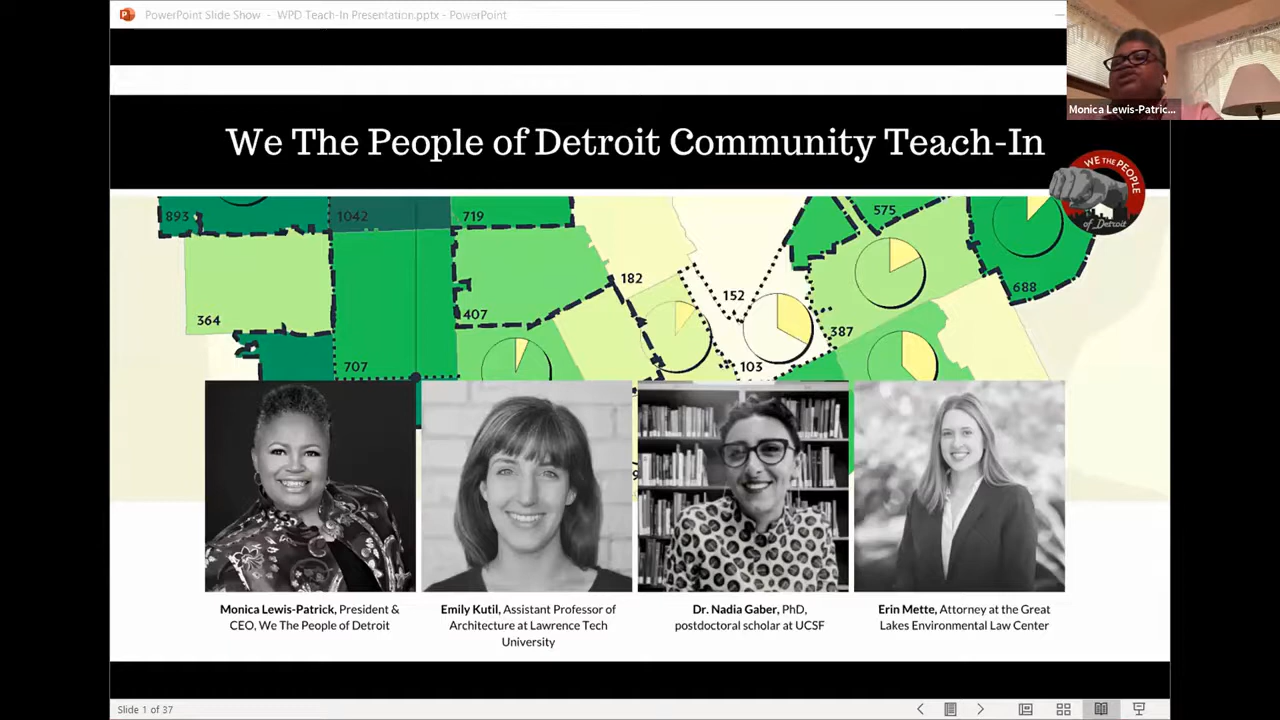 PowerPoint Slide Show - WPD Teach-In Presentation.pptx - PowerPoint
Monica Lewis-Patric...
We The People of Detroit Community Teach-In
WE THE PEOPLE
of Detroit
893
1042
719
575
182
688
152
364
407
387
707
103
Monica Lewis-Patrick, President &
CEO, We The People of Detroit
Emily Kutil, Assistant Professor of
Architecture at Lawrence Tech
University
Dr. Nadia Gaber, PhD,
postdoctoral scholar at UCSF
Erin Mette, Attorney at the Great
Lakes Environmental Law Center
Slide 1 of 37